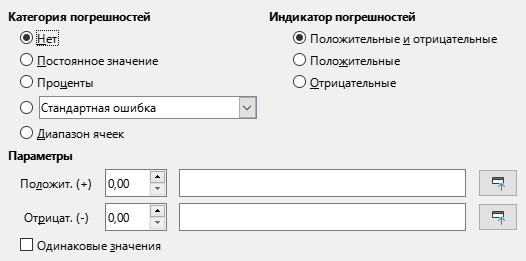 Категория погрешностей
Нет
Постоянное значение
Проценты
Стандартная ошибка
Диапазон ячеек
Индикатор погрешностей
Положительные и отрицательные
Положительные
Отрицательные
Параметры
Положит. (+) 0,00
Отрицат. (-) 0,00
Одинаковые значения